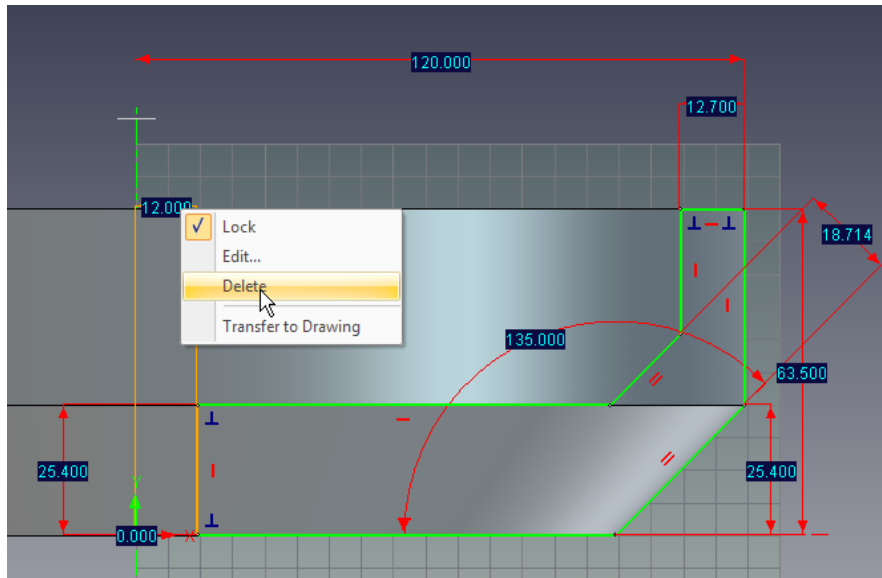 120.000
12.700
12.000
Lock
Edit...
Delete
Transfer to Drawing
18.714
135.000
63.500
25.400
25.400
Y
0.000
X